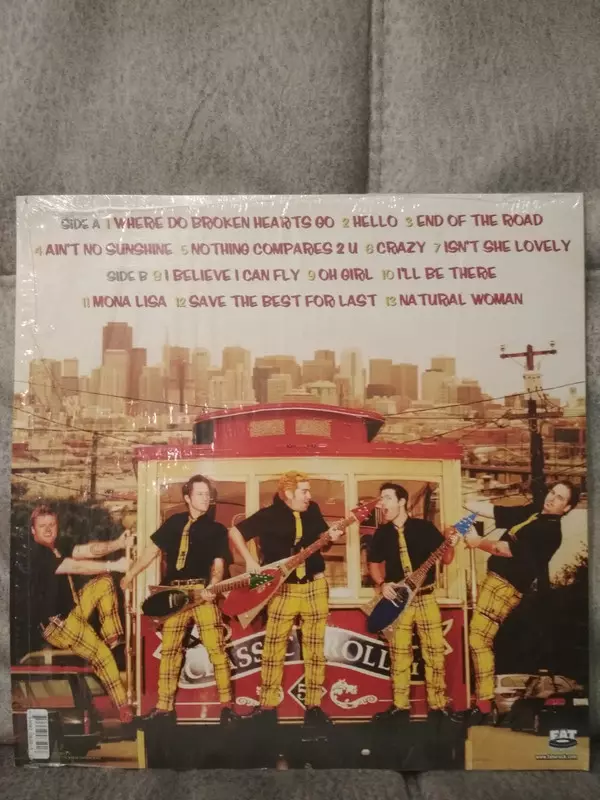 SIDE A 1 WHERE DO BROKEN HEARTS GO 2 HELLO 3 END OF THE ROAD
4 AIN'T NO SUNSHINE 5 NOTHING COMPARES 2 U 6 CRAZY 7 ISN'T SHE LOVELY
SIDE B 8 I BELIEVE I CAN FLY 9 OH GIRL 10 I'LL BE THERE
11 MONA LISA 12 SAVE THE BEST FOR LAST 13 NATURAL WOMAN
FAT